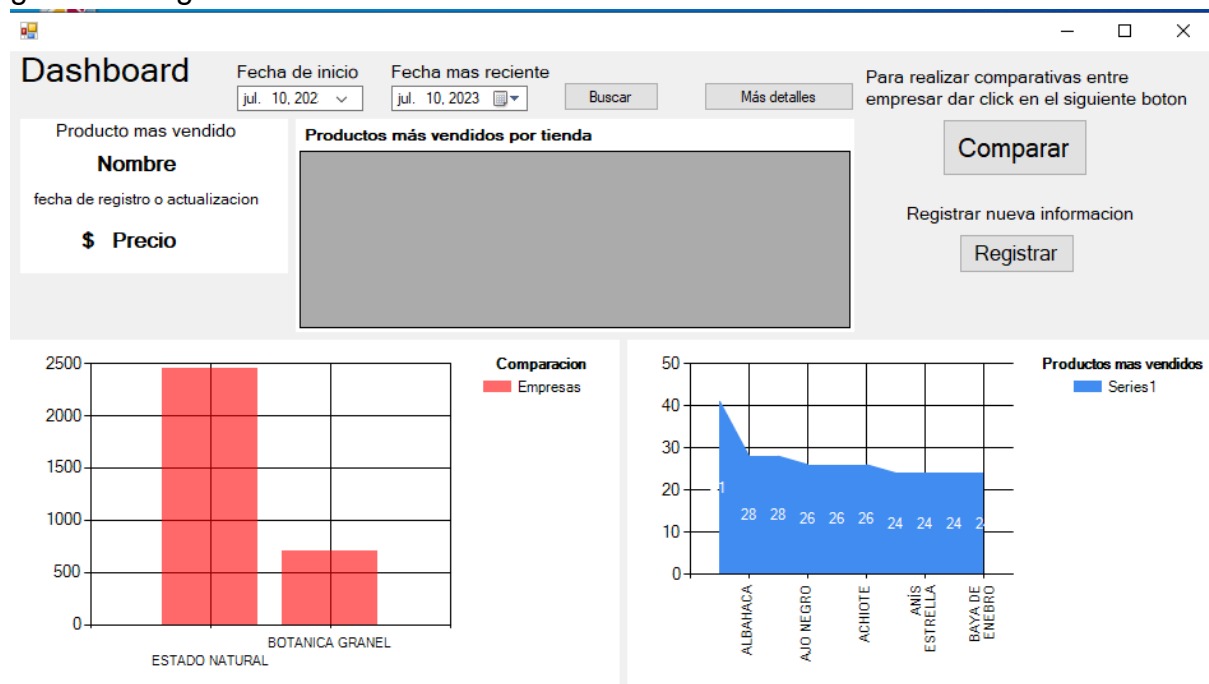 Dashboard
Fecha de inicio
Fecha mas reciente
jul. 10, 202
jul. 10, 2023
Buscar
Más detalles
Para realizar comparativas entre
empresar dar click en el siguiente boton
Comparar
Registrar nueva informacion
Registrar
Producto mas vendido
Nombre
fecha de registro o actualizacion
$ Precio
Productos más vendidos por tienda
2500
2000
1500
1000
500
0
ESTADO NATURAL
BOTANICA GRANEL
Comparacion
Empresas
50
40
30
20
10
0
1 28 28 26 26 26 24 24 24 2
ALBAHACA
AJO NEGRO
ACHIOTE
ANÍS
ESTRELLA
BAYA DE
ENEBRO
Productos mas vendidos
Series1